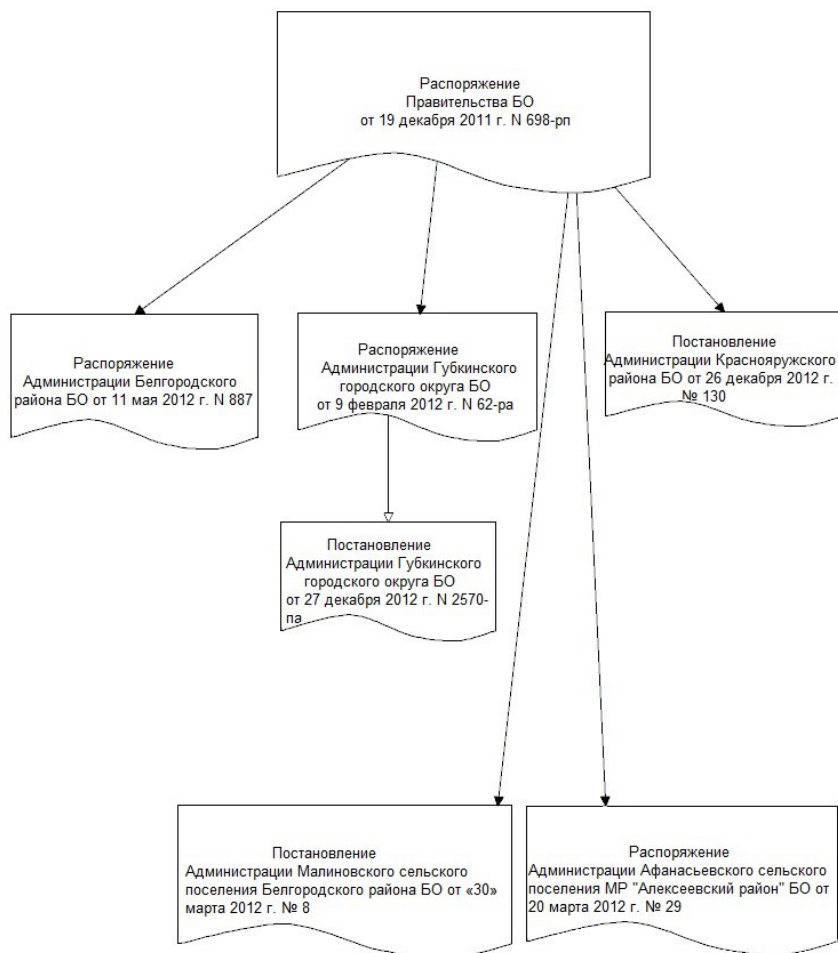 Распоряжение
Правительства БО
от 19 декабря 2011 г. N 698-рп
Распоряжение
Администрации Белгородского
района БО от 11 мая 2012 г. N 887
Распоряжение
Администрации Губкинского
городского округа БО
от 9 февраля 2012 г. N 62-ра
Постановление
Администрации Краснояружского
района БО от 26 декабря 2012 г.
№ 130
Постановление
Администрации Губкинского
городского округа БО
от 27 декабря 2012 г. N 2570-
па
Постановление
Администрации Малиновского сельского
поселения Белгородского района БО от «30»
марта 2012 г. № 8
Распоряжение
Администрации Афанасьевского сельского
поселения МР "Алексеевский район" БО от
20 марта 2012 г. № 29